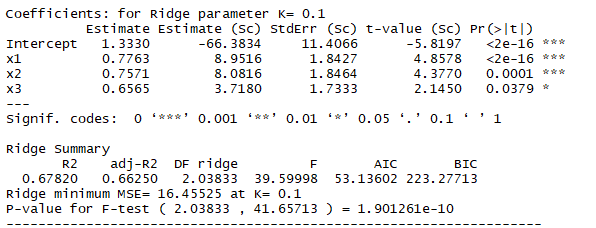 Coefficients: for Ridge parameter K= 0.1
Estimate Estimate (Sc) StdErr (Sc) t-value (Sc) Pr(>|t|)
Intercept 1.3330 -66.3834 11.4066 -5.8197 <2e-16 ***
x1 0.7763 8.9516 1.8427 4.8578 <2e-16 ***
x2 0.7571 8.0816 1.8464 4.3770 0.0001 ***
x3 0.6565 3.7180 1.7333 2.1450 0.0379 *
---
Signif. codes: 0 ‘***’ 0.001 ‘**’ 0.01 ‘*’ 0.05 ‘.’ 0.1 ‘ ’ 1
Ridge Summary
R2 adj-R2 DF ridge F AIC BIC
0.67820 0.66250 2.03833 39.59998 53.13602 223.27713
Ridge minimum MSE= 16.45525 at K= 0.1
P-value for F-test ( 2.03833 , 41.65713 ) = 1.901261e-10
-------------------------------------------------------------------